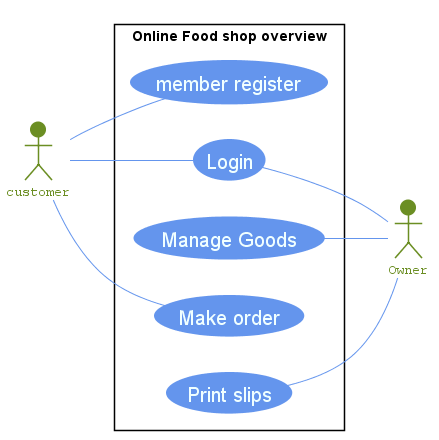 Online Food shop overview
member register
Login
customer
Manage Goods
Owner
Make order
Print slips